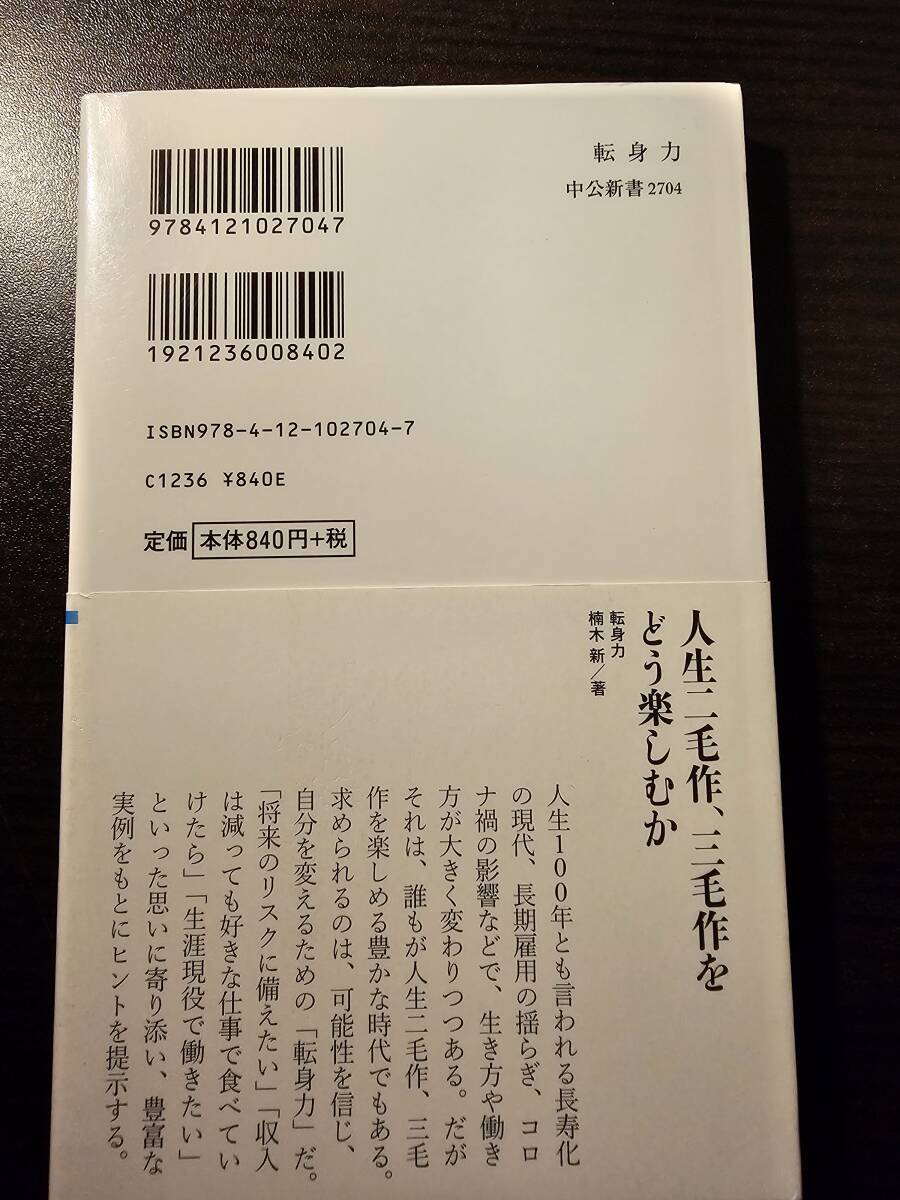 転身力
中公新書 2704
9784121027047
1921236008402
ISBN978-4-12-102704-7
C1236 ¥840E
定価 本体840円+税
人生二毛作、三毛作を
どう楽しむか
転身力
楠木 新/著
人生100年とも言われる長寿化
の現代、長期雇用の揺らぎ、コロ
ナ禍の影響などで、生き方や働き
方が大きく変わりつつある。だが
それは、誰もが人生二毛作、三毛
作を楽しめる豊かな時代でもある。
求められるのは、可能性を信じ、
自分を変えるための「転身力」だ。
「将来のリスクに備えたい」「収入
は減っても好きな仕事で食べてい
けたら」「生涯現役で働きたい」
といった思いに寄り添い、豊富な
実例をもとにヒントを提示する。